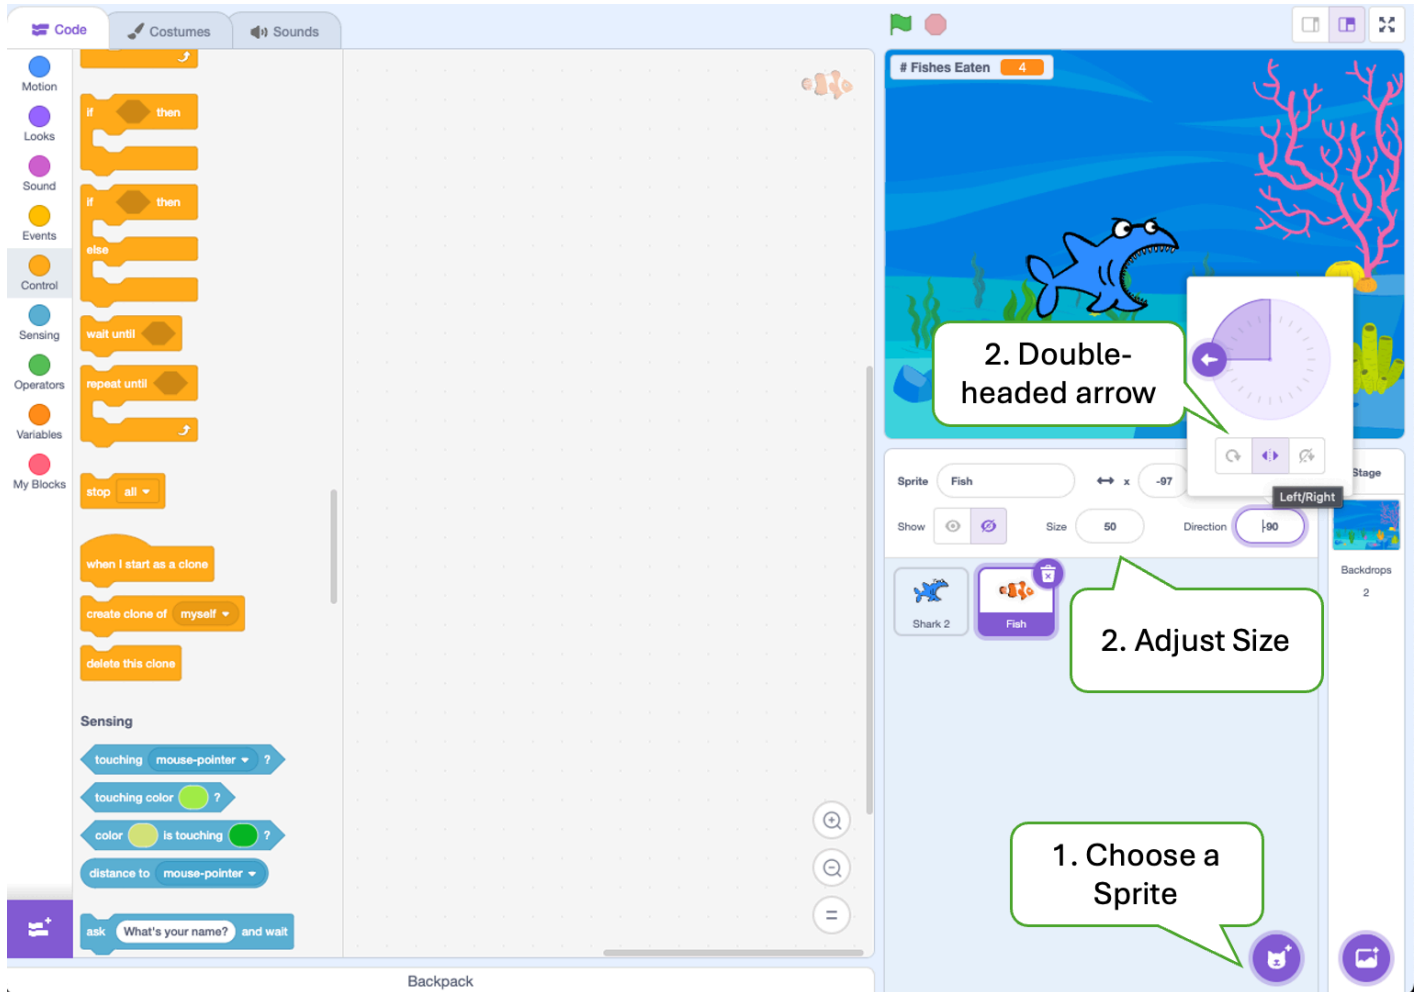 Code
Costumes
Sounds
Motion
Looks
Sound
Events
Control
Sensing
Operators
Variables
My Blocks
if then
if then
else
wait until
repeat until
stop all
when I start as a clone
create clone of myself
delete this clone
Sensing
touching mouse-pointer ?
touching color ?
color is touching ?
distance to mouse-pointer
ask What's your name? and wait
Backpack
# Fishes Eaten 4
2. Double-
headed arrow
Left/Right
Sprite Fish x -97
Show Size 50 Direction -90
Shark 2
Fish
Stage
Backdrops
2
2. Adjust Size
1. Choose a
Sprite